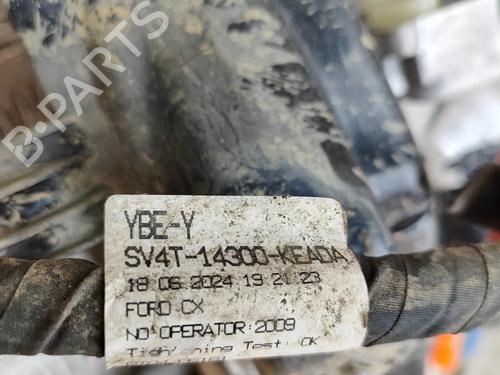 B-PARTS
YBE-Y
SV4T-14300-KEADA
18 06 2024 19 21 23
FORD CX
NO OPERATOR:2009
Tightening Test: OK